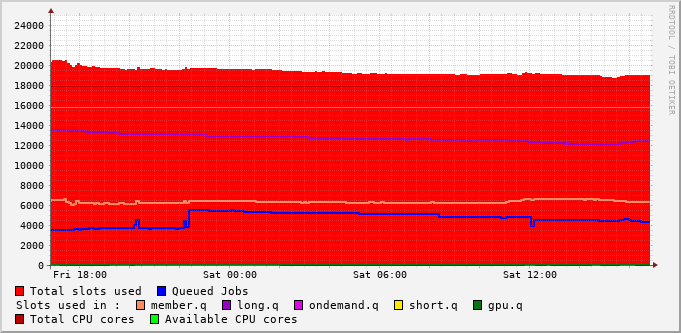 RRDTOOL / TOBI OETIKER
24000
22000
20000
18000
16000
14000
12000
10000
8000
6000
4000
2000
0
Fri 18:00 Sat 00:00 Sat 06:00 Sat 12:00
Total slots used Queued Jobs
Slots used in : member.q long.q ondemand.q short.q gpu.q
Total CPU cores Available CPU cores